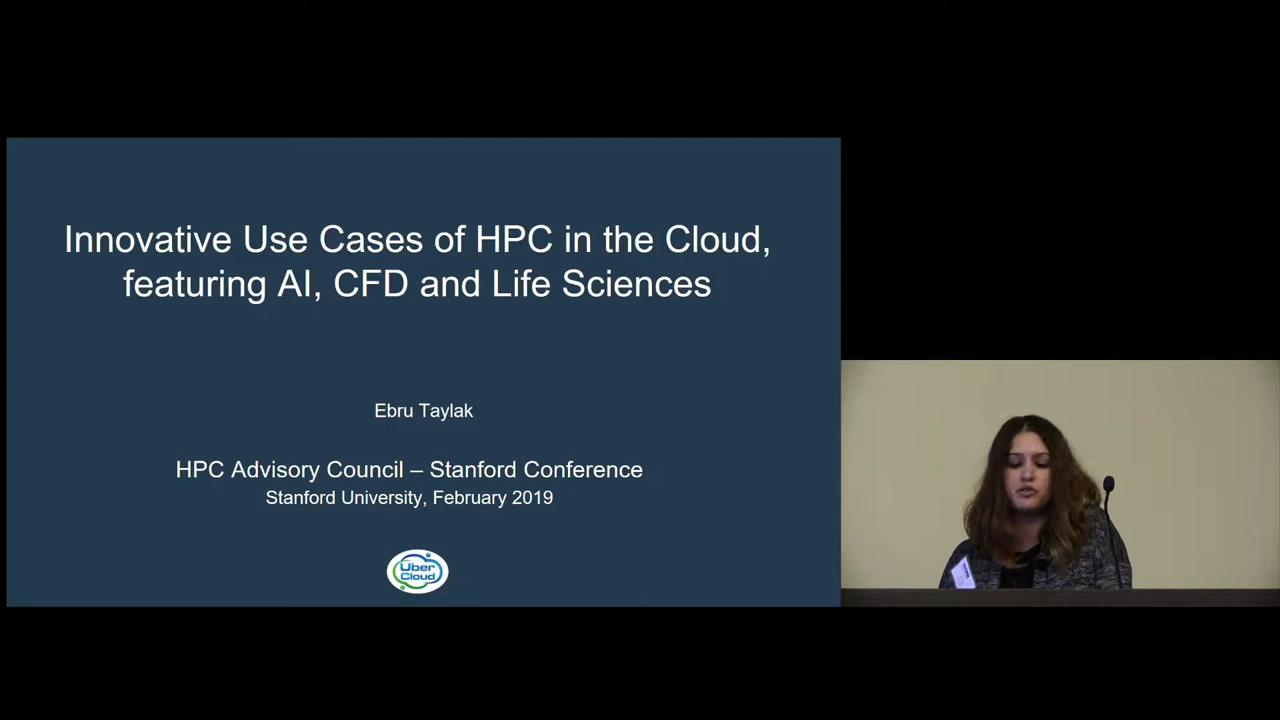 Innovative Use Cases of HPC in the Cloud,
featuring AI, CFD and Life Sciences
Ebru Taylak
HPC Advisory Council – Stanford Conference
Stanford University, February 2019
Uber
Cloud